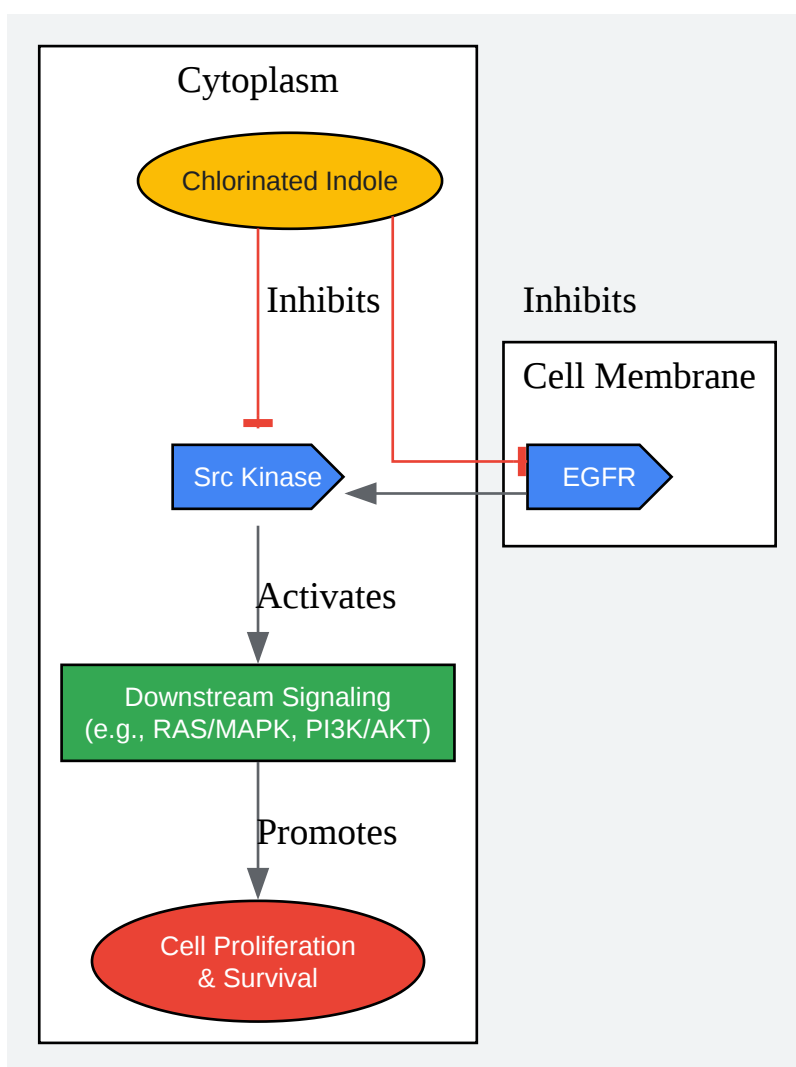 Cytoplasm
Chlorinated Indole
Inhibits
Inhibits
Cell Membrane
Src Kinase
EGFR
Activates
Downstream Signaling
(e.g., RAS/MAPK, PI3K/AKT)
Promotes
Cell Proliferation
& Survival